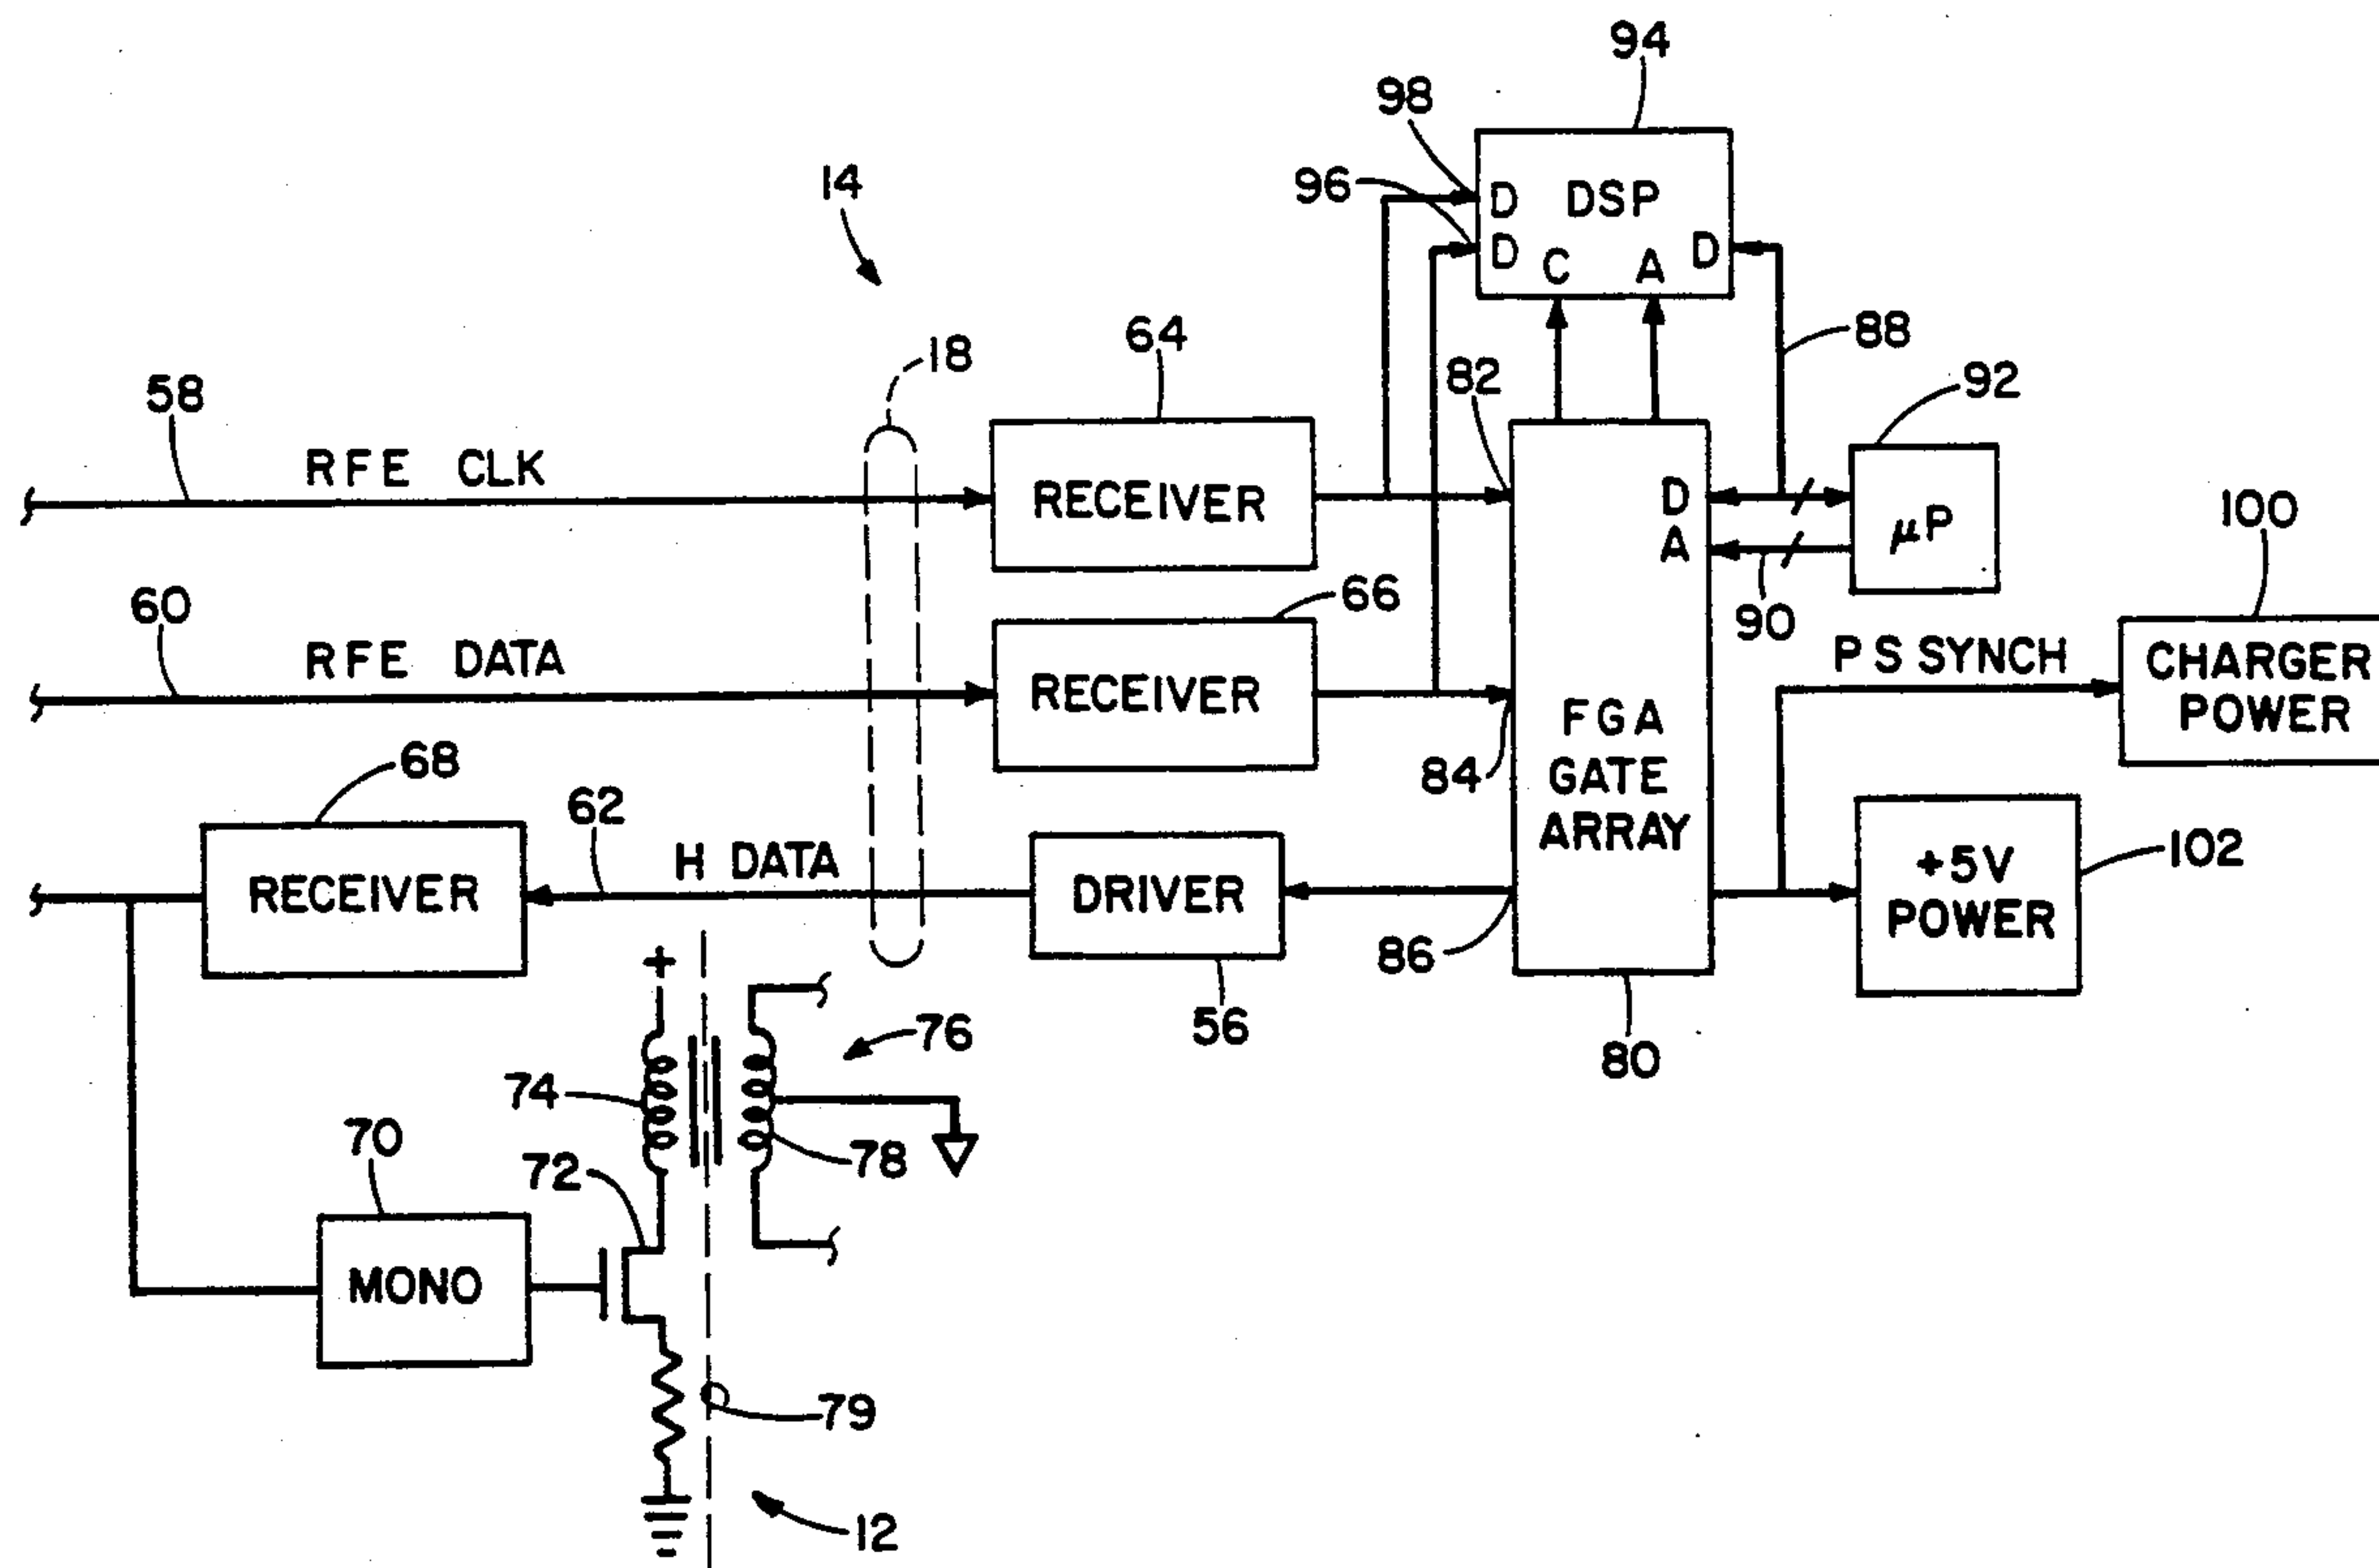 94
98
96
D DSP
D C A D
14
88
64
82
18
92
58
RFE CLK
RECEIVER
D
A
μP
100
60
66
90
RFE DATA
RECEIVER
PS SYNCH
CHARGER
POWER
FGA
GATE
ARRAY
84
68
62
H DATA
RECEIVER
DRIVER
+5V
POWER
102
86
+
56
76
80
74
70
72
78
MONO
79
12